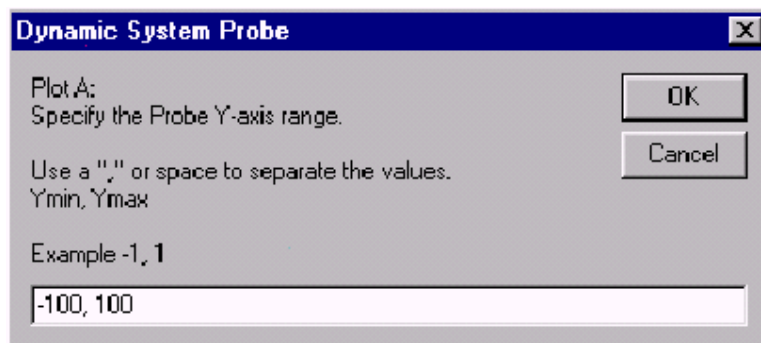 Dynamic System Probe
Plot A:
Specify the Probe Y-axis range.
OK
Cancel
Use a "," or space to separate the values.
Ymin, Ymax
Example -1, 1
-100, 100